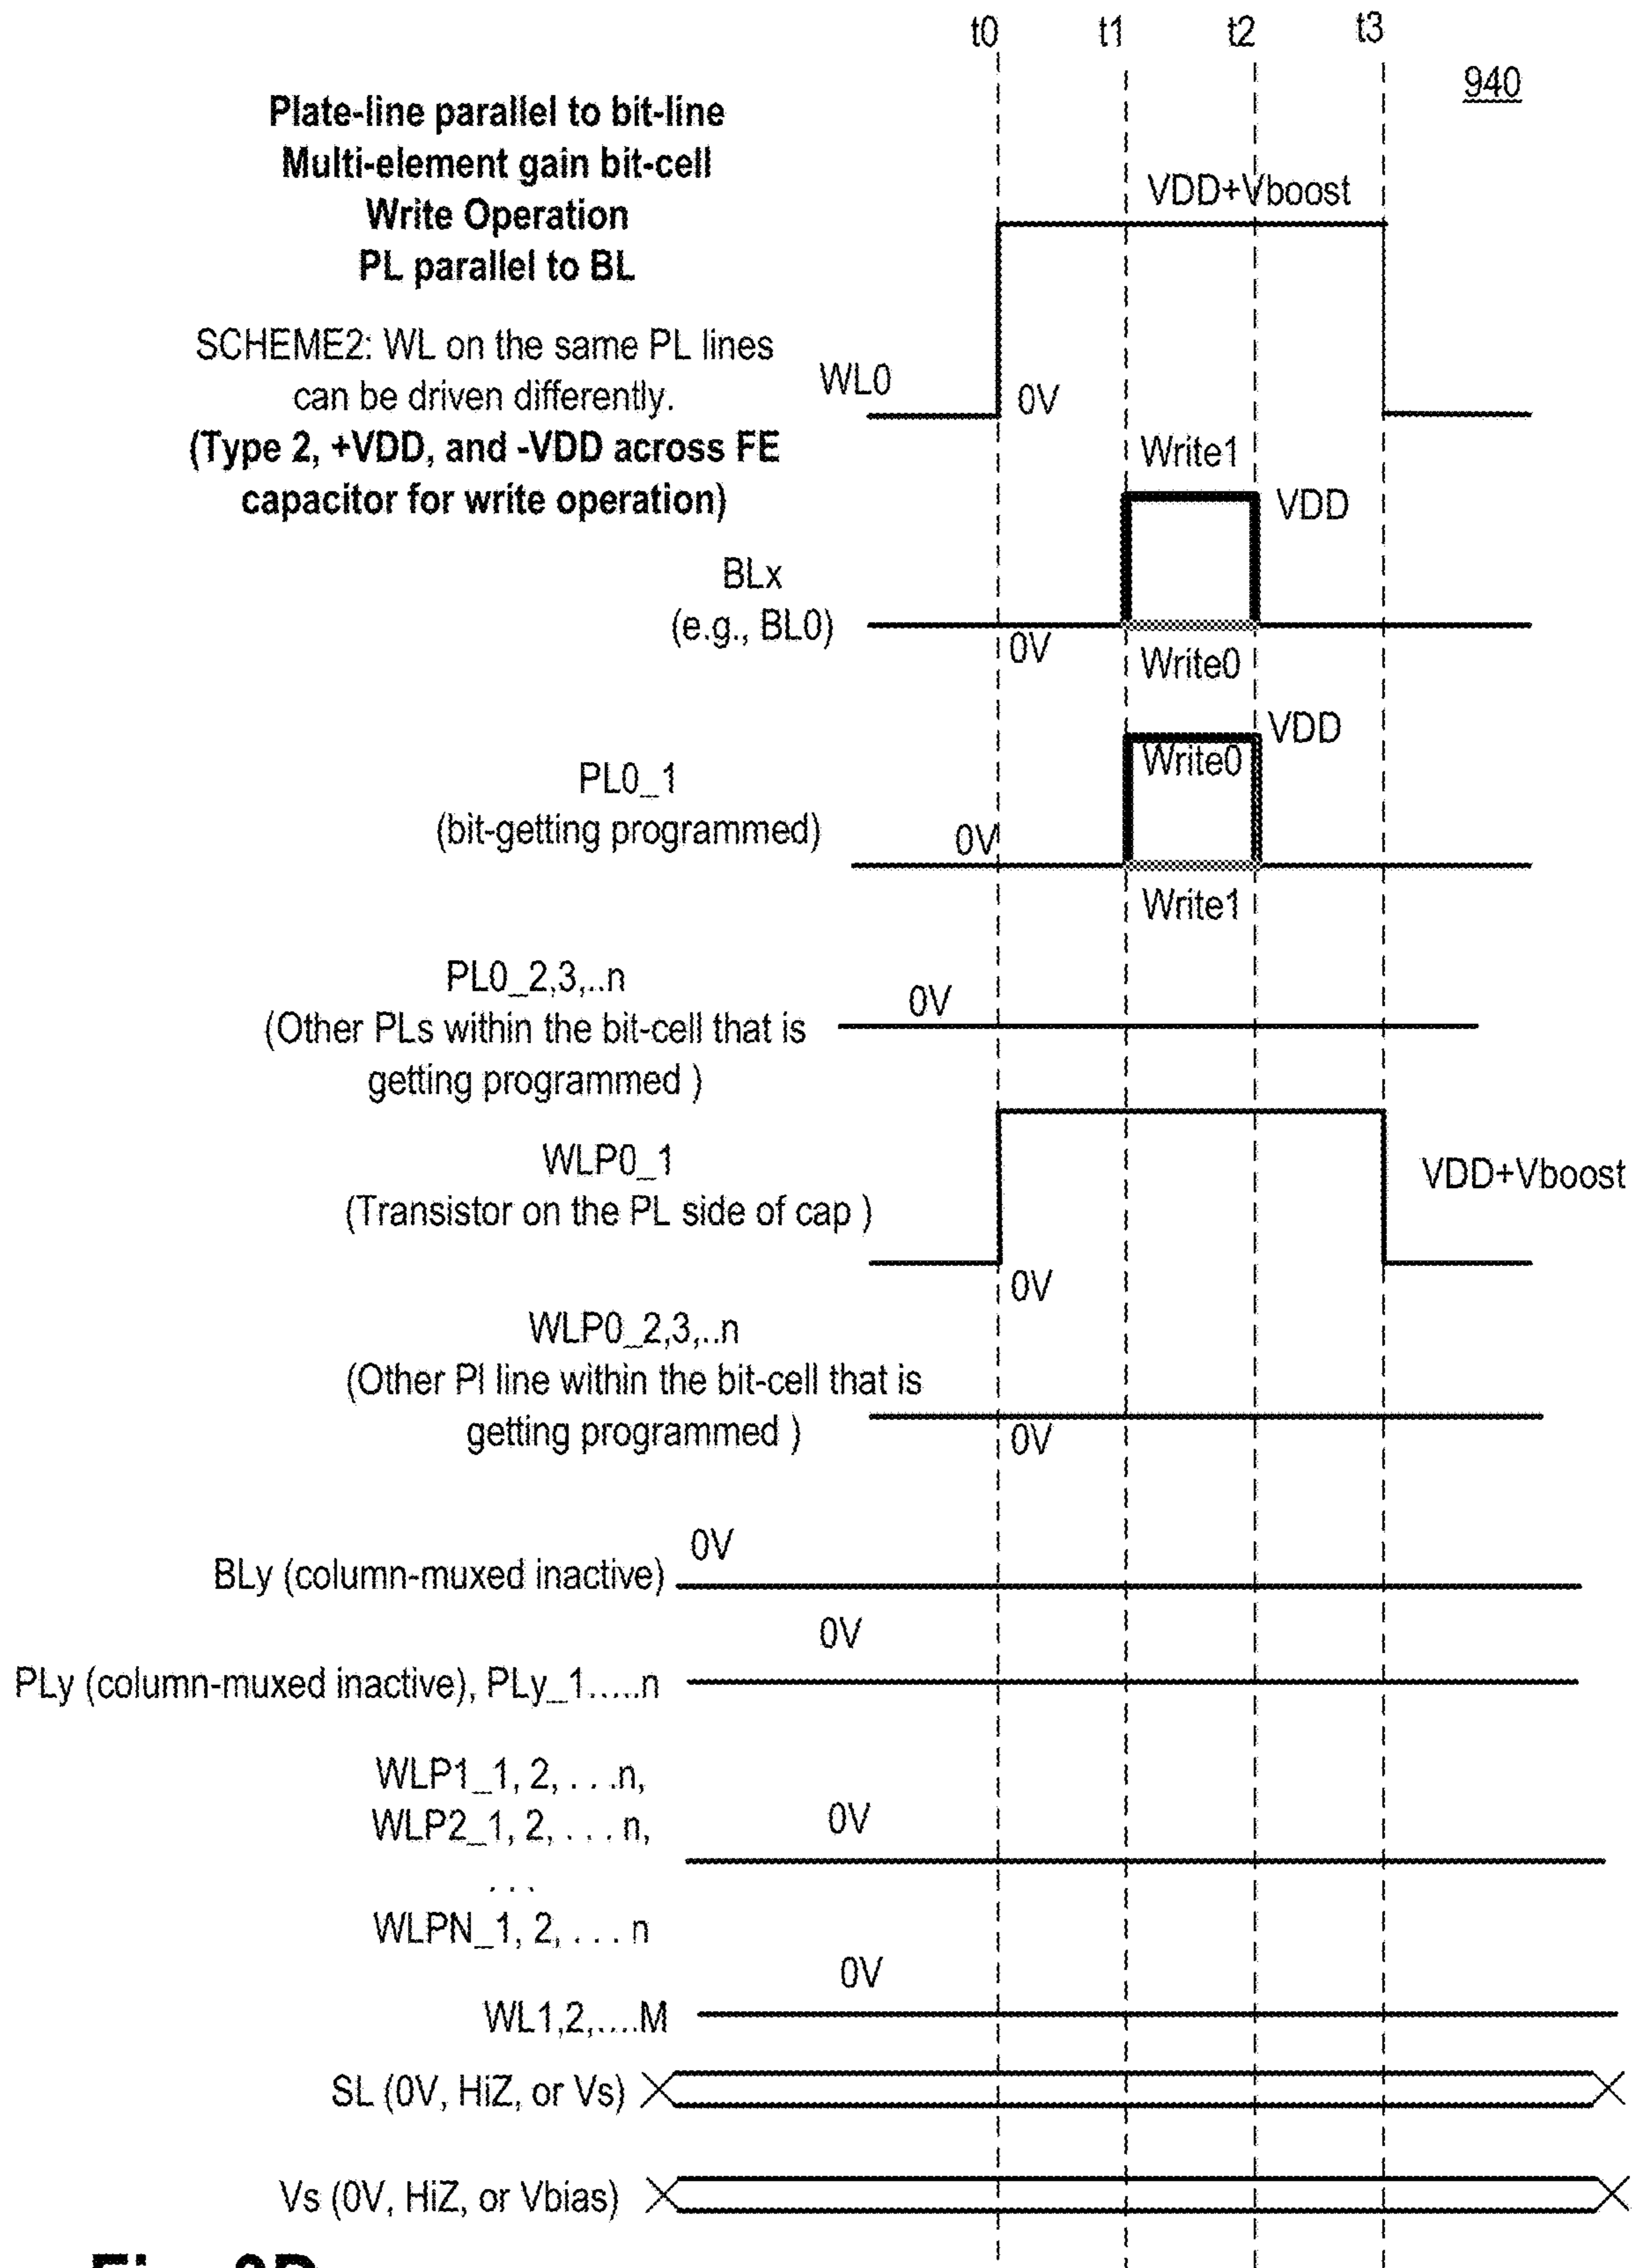 t0 t1 t2 t3
940
Plate-line parallel to bit-line
Multi-element gain bit-cell
Write Operation
PL parallel to BL
VDD+Vboost
SCHEME2: WL on the same PL lines
can be driven differently.
(Type 2, +VDD, and -VDD across FE
capacitor for write operation)
WL0
0V
Write1
VDD
BLx
(e.g., BL0)
0V
Write0
VDD
Write0
PL0_1
(bit-getting programmed)
0V
Write1
PL0_2,3,..n
(Other PLs within the bit-cell that is
getting programmed )
0V
WLP0_1
(Transistor on the PL side of cap )
VDD+Vboost
0V
WLP0_2,3,..n
(Other Pl line within the bit-cell that is
getting programmed )
0V
0V
BLy (column-muxed inactive)
0V
PLy (column-muxed inactive), PLy_1.....n
WLP1_1, 2, . . .n,
WLP2_1, 2, . . . n,
. . .
WLPN_1, 2, . . . n
0V
0V
WL1,2,....M
SL (0V, HiZ, or Vs)
Vs (0V, HiZ, or Vbias)